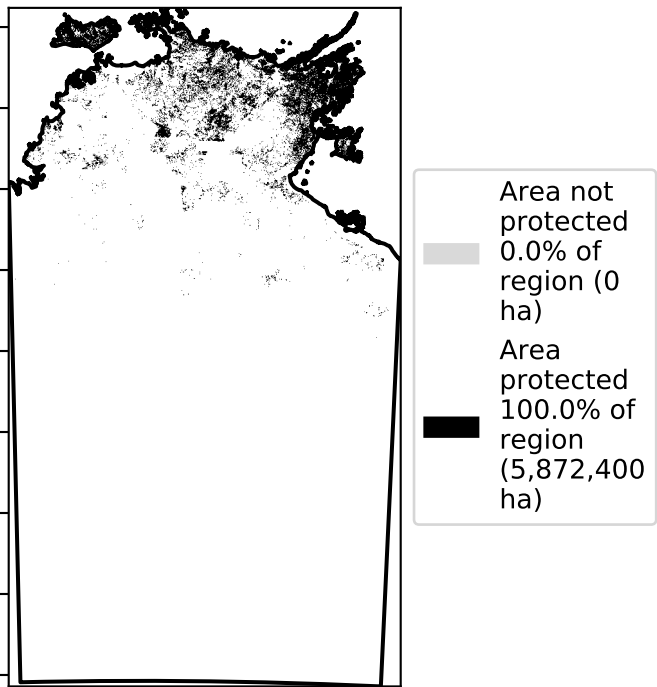 Area not
protected
0.0% of
region (0
ha)
Area
protected
100.0% of
region
(5,872,400
ha)